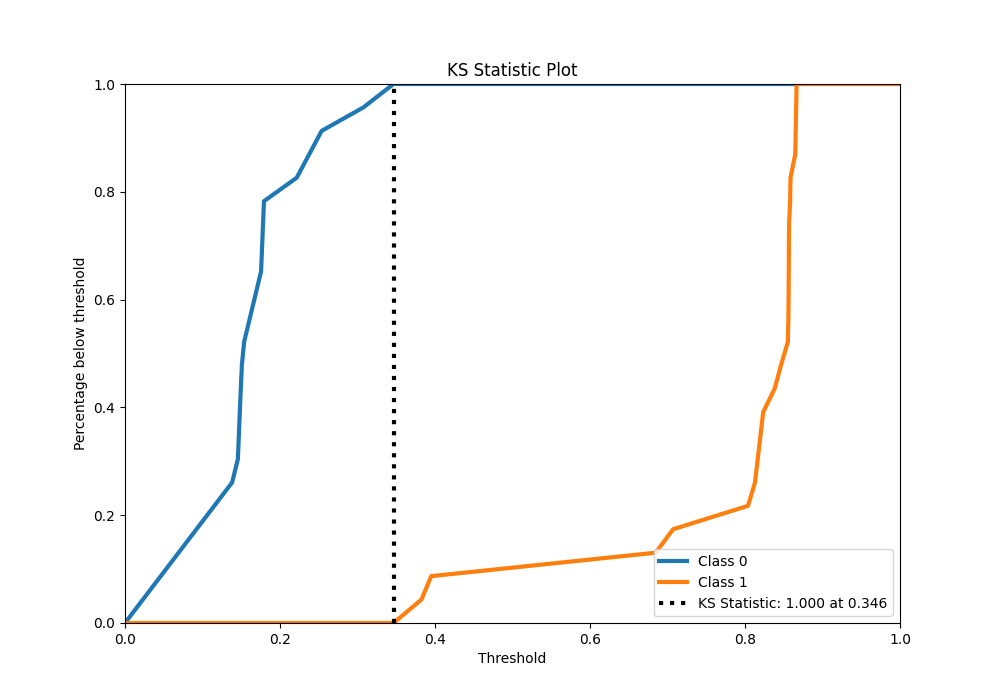 KS Statistic Plot
1.0
0.8
0.6
0.4
0.2
0.0
Percentage below threshold
Class 0
Class 1
KS Statistic: 1.000 at 0.346
0.0 0.2 0.4 0.6 0.8 1.0
Threshold